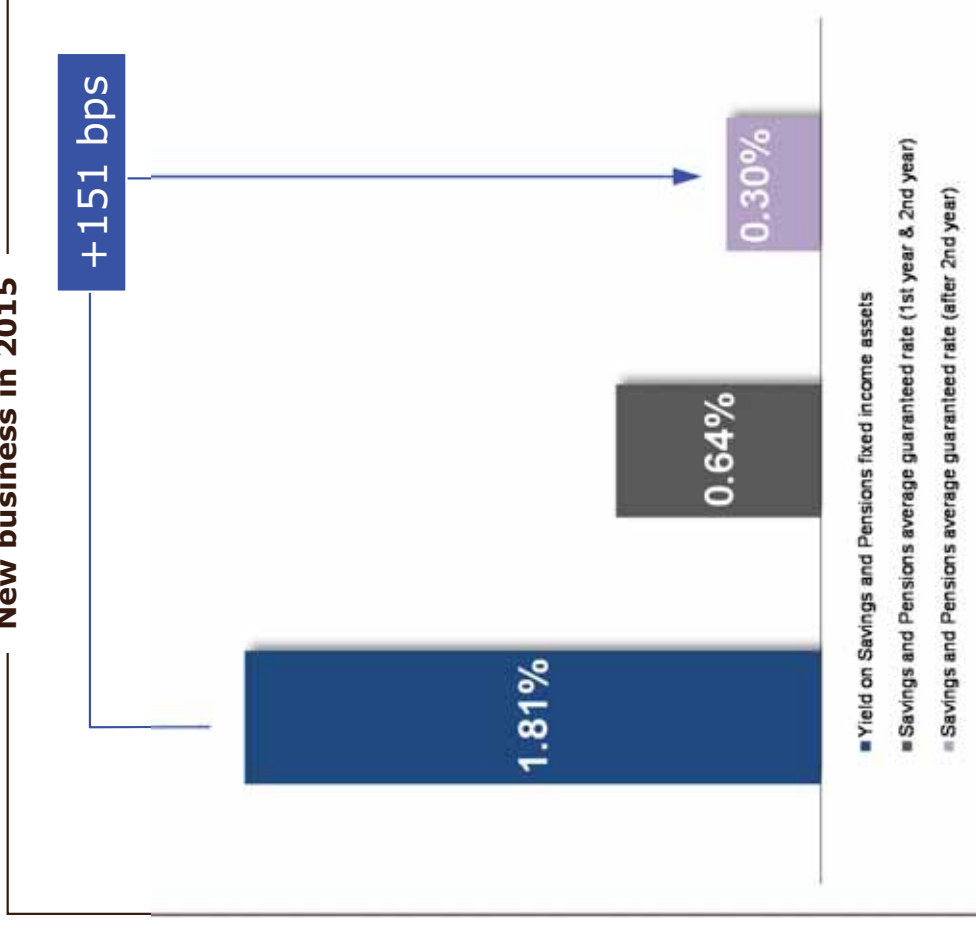 New business in 2015
+151 bps
1.81%
0.64%
0.30%
Yield on Savings and Pensions fixed income assets
Savings and Pensions average guaranteed rate (1st year & 2nd year)
Savings and Pensions average guaranteed rate (after 2nd year)